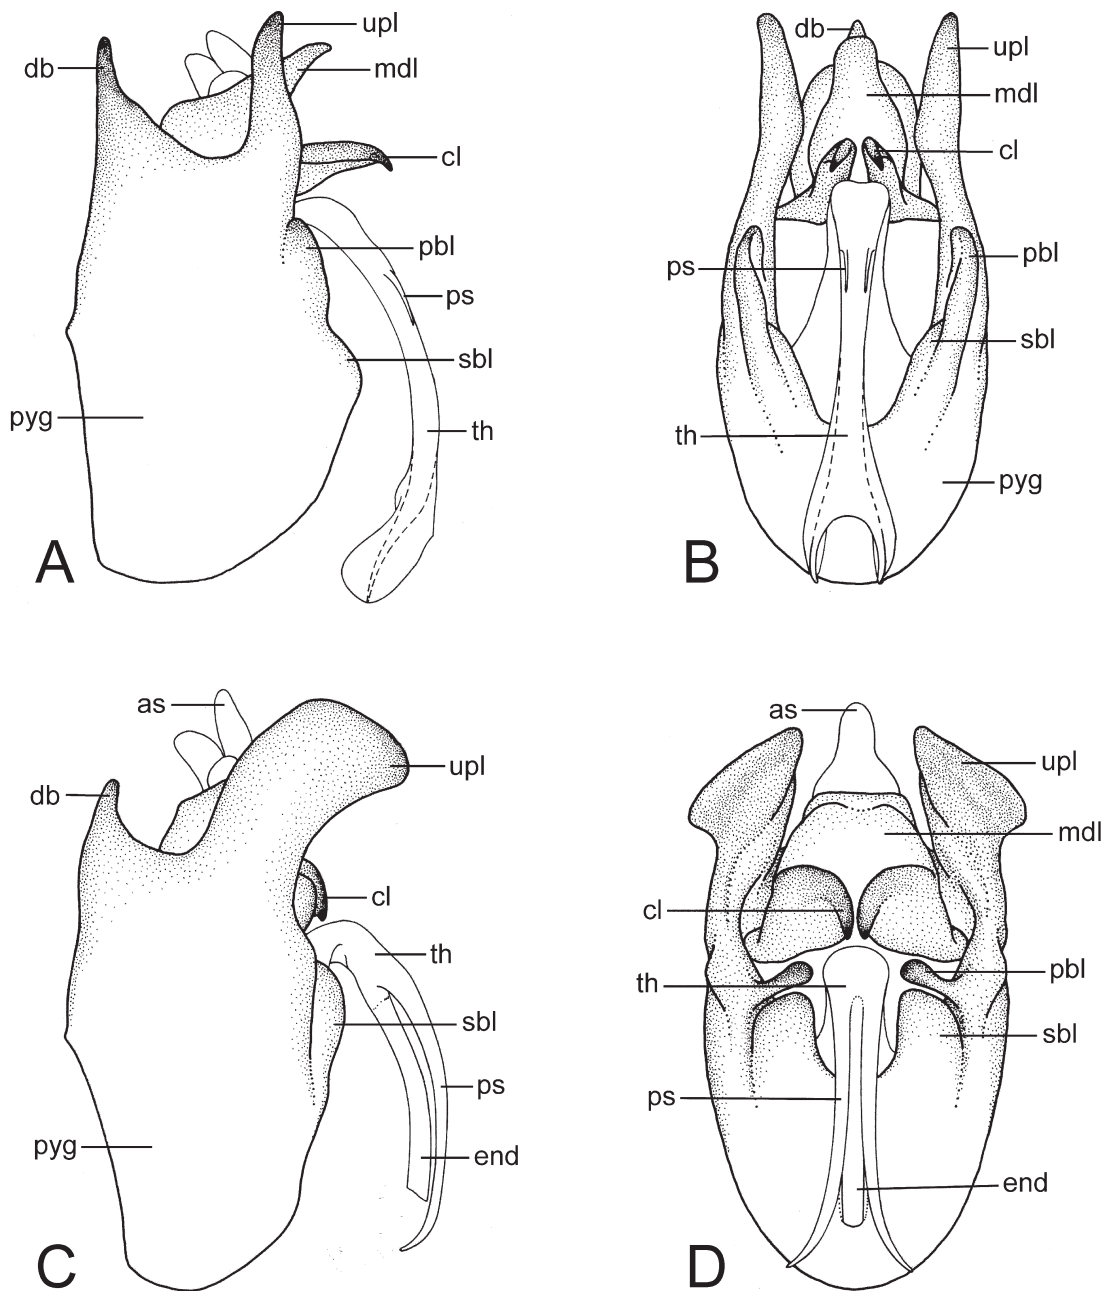 upl
db
mdl
cl
pbl
ps
sbl
pyg
th
A
db
upl
mdl
cl
pbl
ps
sbl
th
pyg
B
as
upl
db
cl
th
sbl
ps
pyg
end
C
as
upl
mdl
cl
pbl
th
sbl
ps
end
D